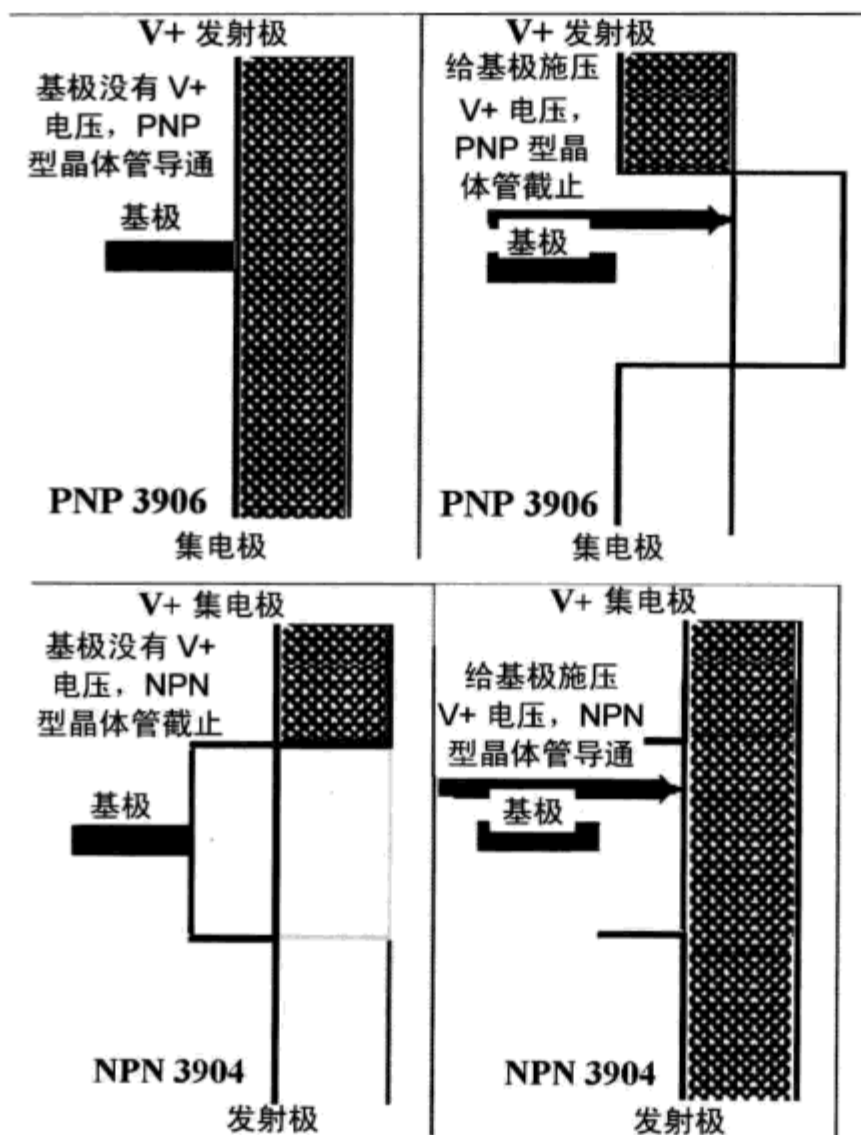 V+ 发射极
基极没有 V+
电压，PNP
型晶体管导通
基极
PNP 3906
集电极
V+ 发射极
给基极施压
V+ 电压，
PNP 型晶
体管截止
基极
PNP 3906
集电极
V+ 集电极
基极没有 V+
电压，NPN
型晶体管截止
基极
NPN 3904
发射极
V+ 集电极
给基极施压
V+ 电压，NPN
型晶体管导通
基极
NPN 3904
发射极